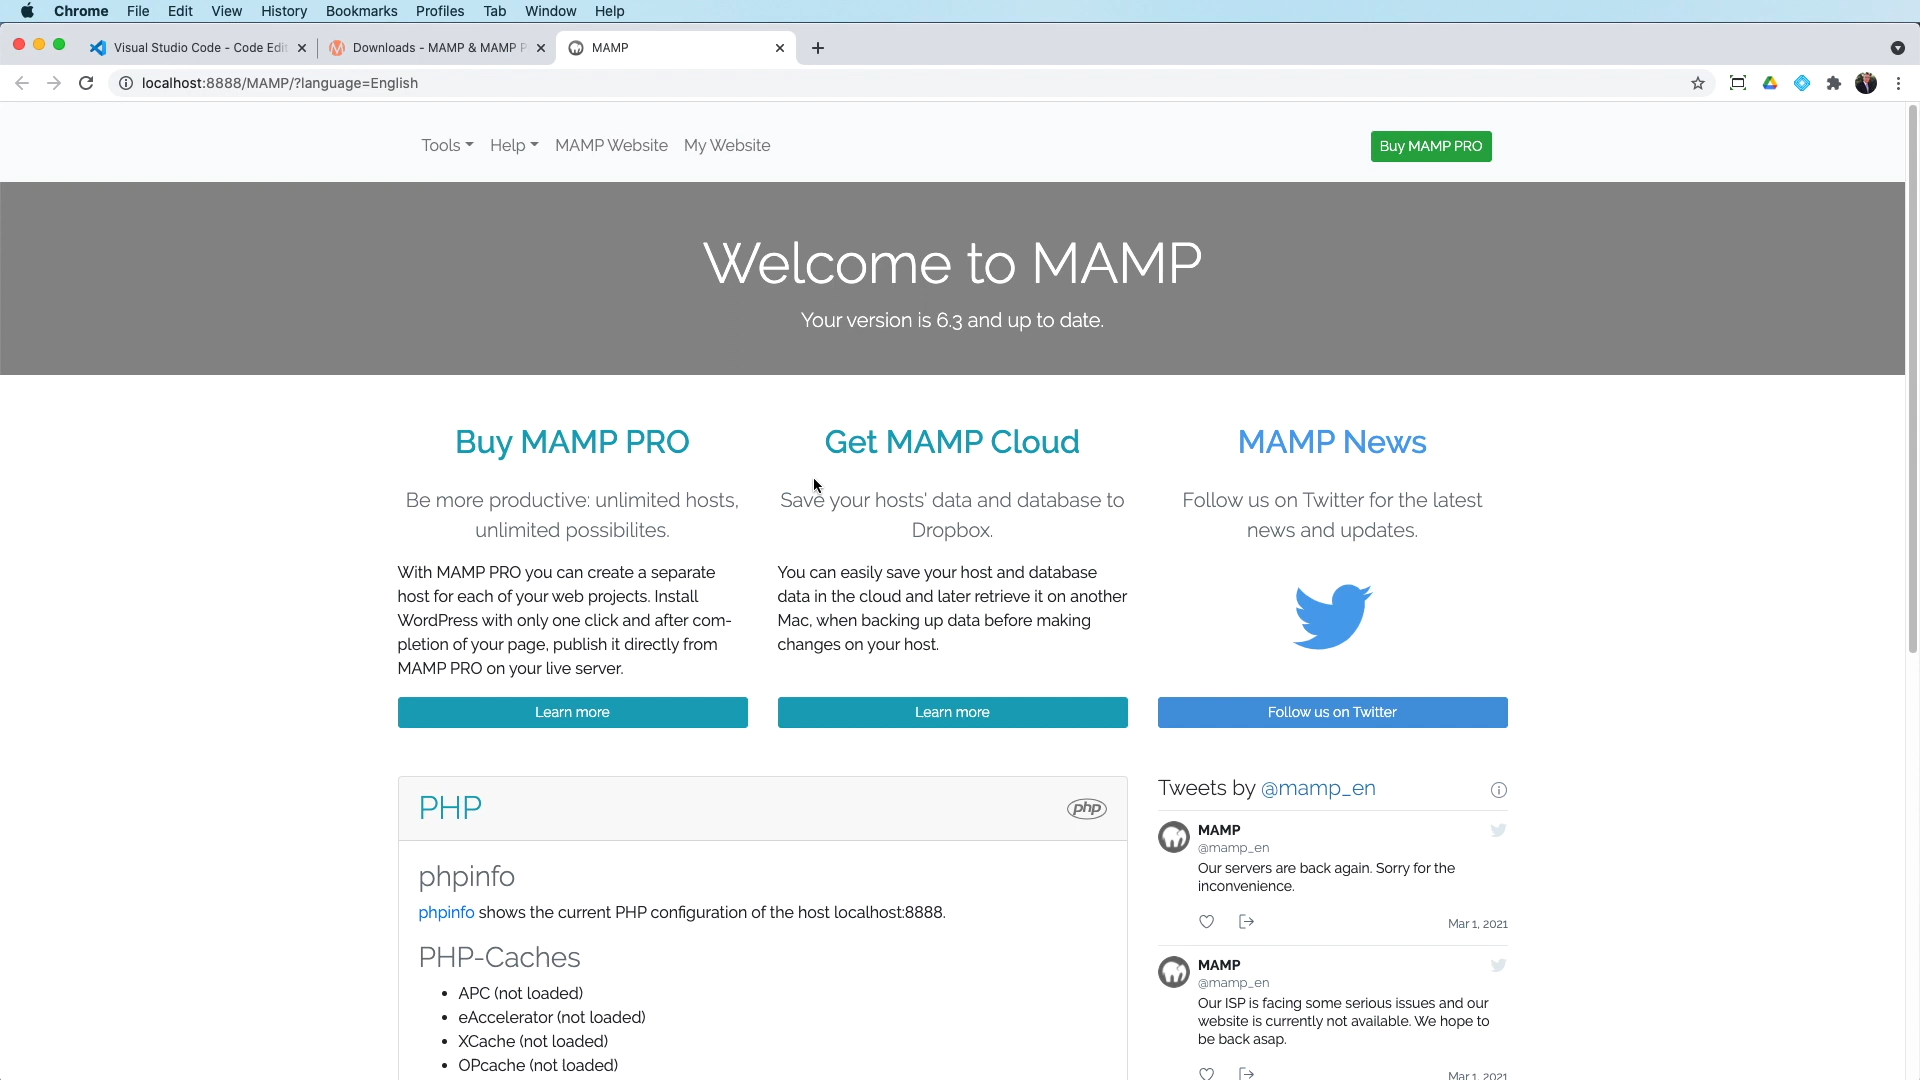 Chrome File Edit View History Bookmarks Profiles Tab Window Help
Visual Studio Code - Code Edit Downloads - MAMP & MAMP P MAMP
localhost:8888/MAMP/?language=English
Tools Help MAMP Website My Website Buy MAMP PRO
Welcome to MAMP
Your version is 6.3 and up to date.
Buy MAMP PRO
Be more productive: unlimited hosts,
unlimited possibilites.
With MAMP PRO you can create a separate
host for each of your web projects. Install
WordPress with only one click and after com-
pletion of your page, publish it directly from
MAMP PRO on your live server.
Learn more
Get MAMP Cloud
Save your hosts' data and database to
Dropbox.
You can easily save your host and database
data in the cloud and later retrieve it on another
Mac, when backing up data before making
changes on your host.
Learn more
MAMP News
Follow us on Twitter for the latest
news and updates.
Follow us on Twitter
PHP
php
phpinfo
phpinfo shows the current PHP configuration of the host localhost:8888.
PHP-Caches
• APC (not loaded)
• eAccelerator (not loaded)
• XCache (not loaded)
• OPcache (not loaded)
Tweets by @mamp_en
MAMP
@mamp_en
Our servers are back again. Sorry for the
inconvenience.
Mar 1, 2021
MAMP
@mamp_en
Our ISP is facing some serious issues and our
website is currently not available. We hope to
be back asap.
Mar 1, 2021